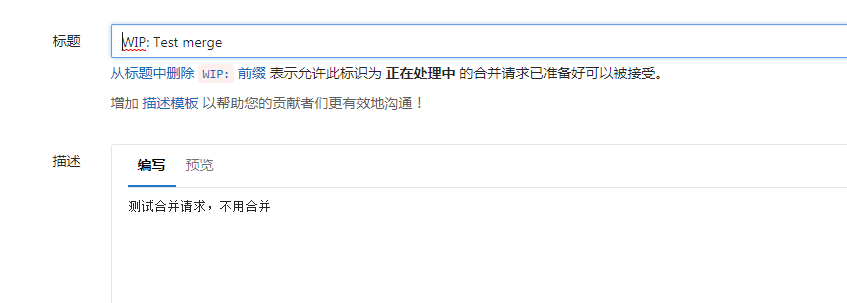 标题
WIP: Test merge
从标题中删除 WIP: 前缀 表示允许此标识为 正在处理中 的合并请求已准备好可以被接受。
增加 描述模板 以帮助您的贡献者们更有效地沟通！
描述
编写 预览
测试合并请求，不用合并